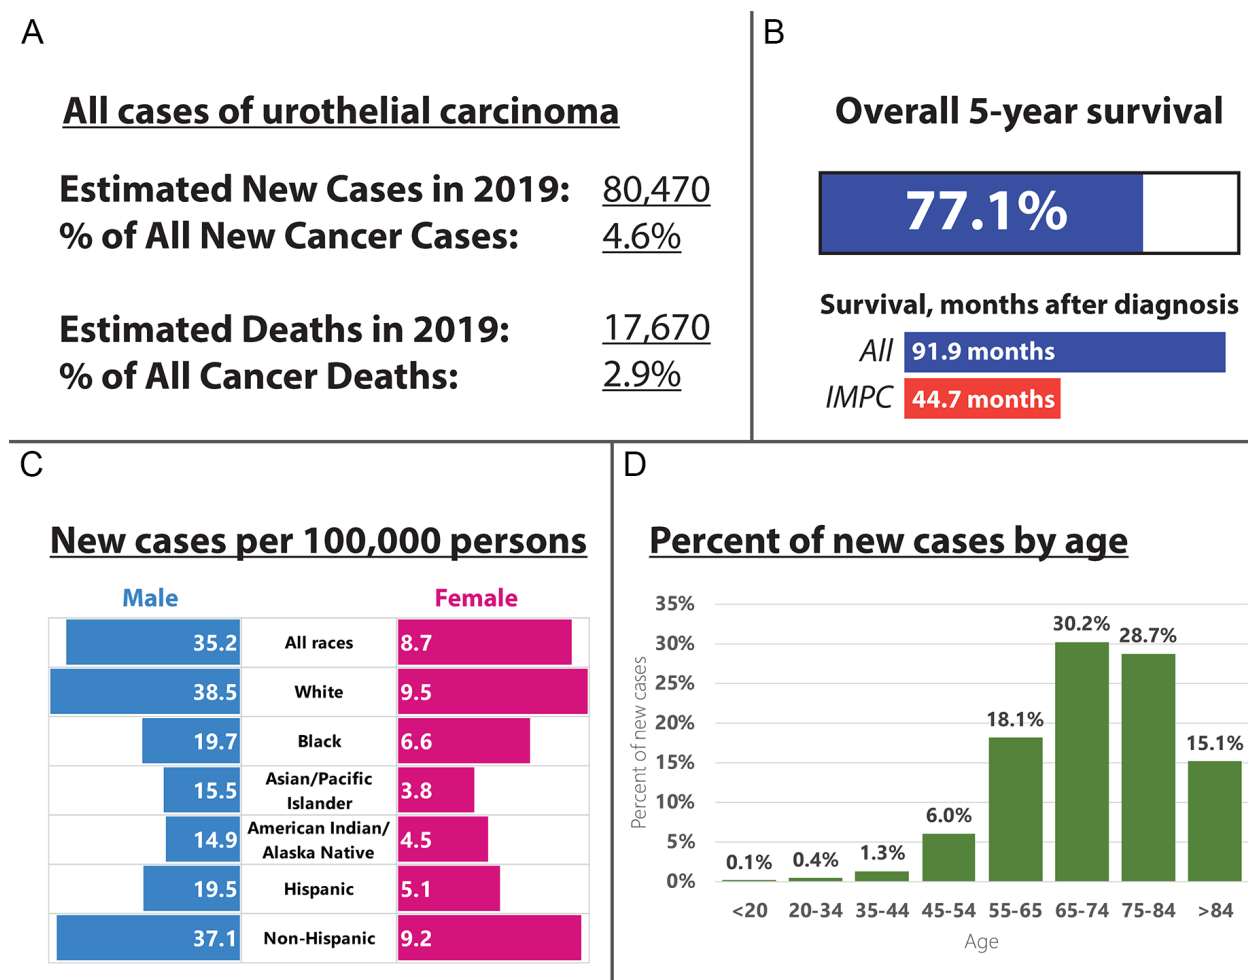 A
All cases of urothelial carcinoma
Estimated New Cases in 2019: 80,470
% of All New Cancer Cases: 4.6%
Estimated Deaths in 2019: 17,670
% of All Cancer Deaths: 2.9%
B
Overall 5-year survival
77.1%
Survival, months after diagnosis
All 91.9 months
IMPC 44.7 months
C
New cases per 100,000 persons
Male Female
35.2 All races 8.7
38.5 White 9.5
19.7 Black 6.6
15.5 Asian/Pacific 3.8
Islander
14.9 American Indian/ 4.5
Alaska Native
19.5 Hispanic 5.1
37.1 Non-Hispanic 9.2
D
Percent of new cases by age
Percent of new cases
35%
30%
25%
20%
15%
10%
5%
0%
0.1% 0.4% 1.3% 6.0% 18.1% 30.2% 28.7% 15.1%
<20 20-34 35-44 45-54 55-65 65-74 75-84 >84
Age